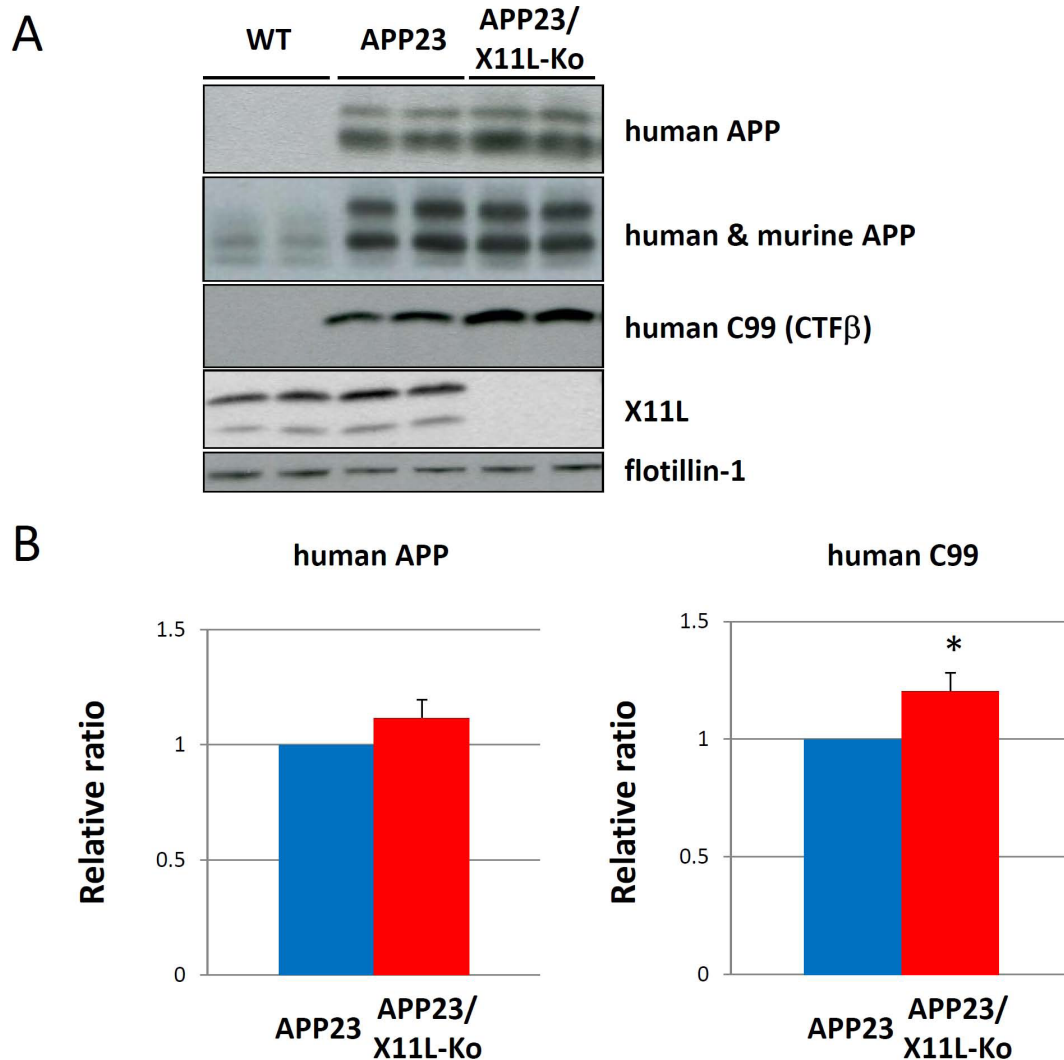 A
WT
APP23
APP23/
X11L-Ko
human APP
human & murine APP
human C99 (CTFβ)
X11L
flotillin-1
B
human APP
Relative ratio
1.5
1
0.5
0
APP23
APP23/
X11L-Ko
human C99
Relative ratio
1.5
1
0.5
0
*
APP23
APP23/
X11L-Ko